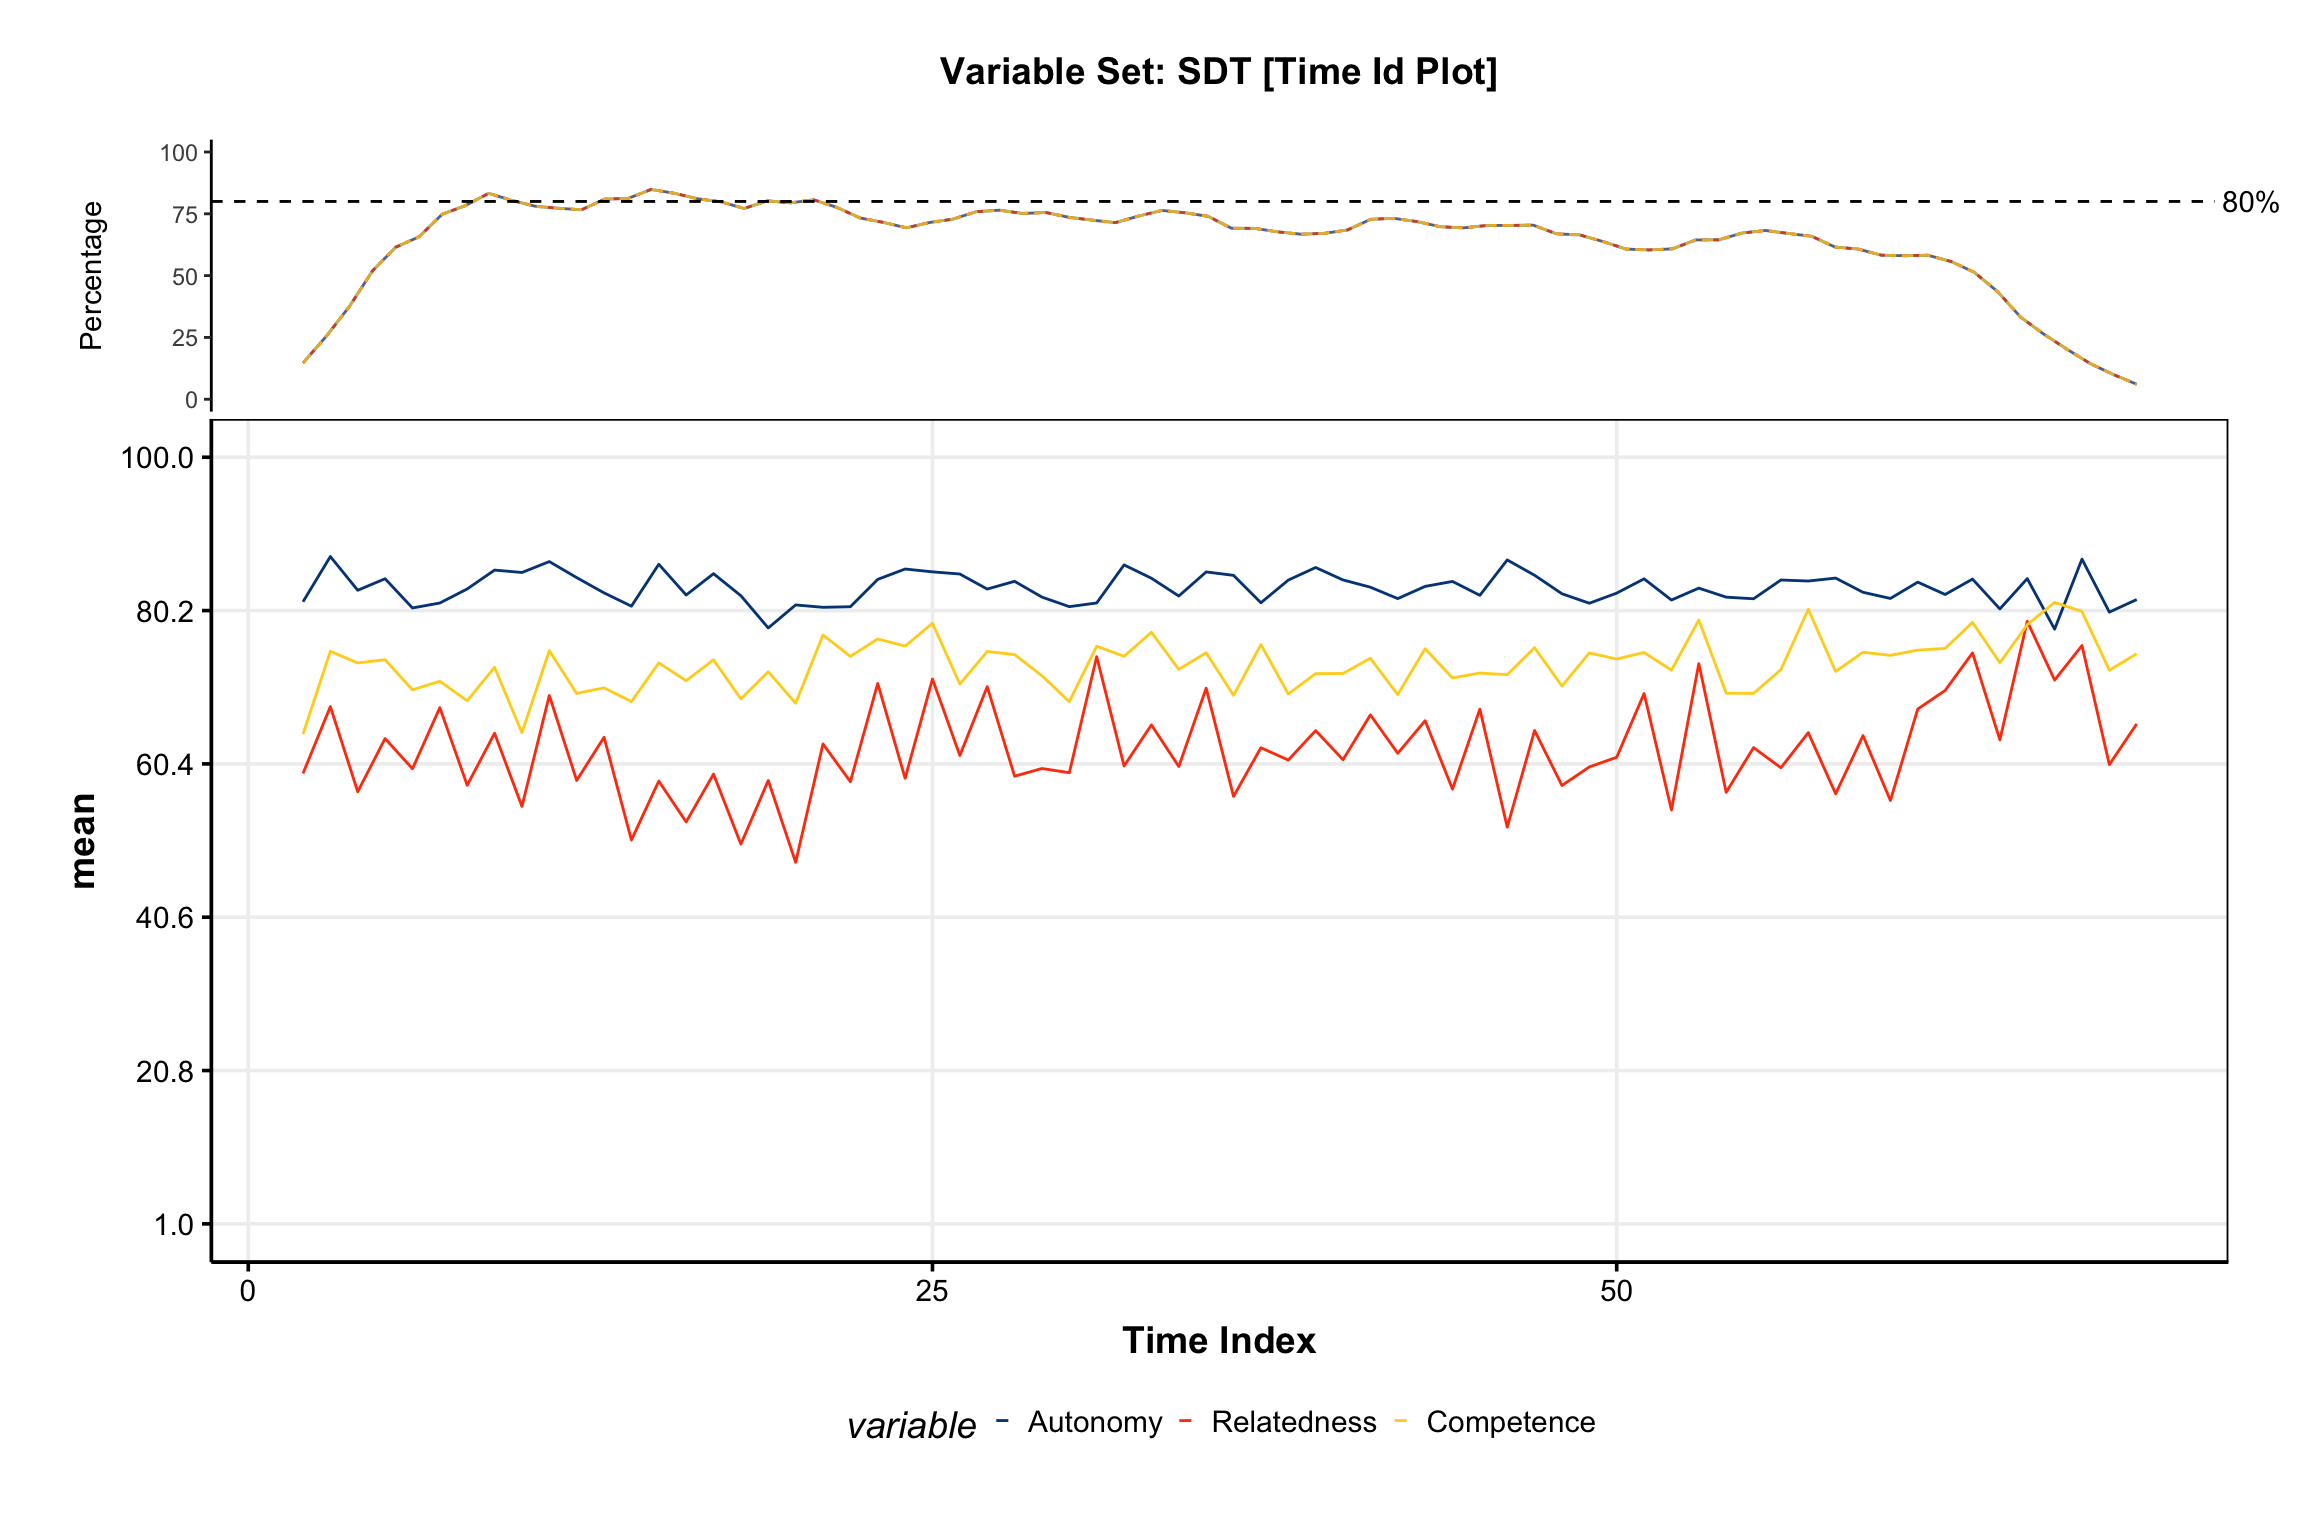 Variable Set: SDT [Time Id Plot]
Percentage
100
75
50
25
0
80%
mean
100.0
80.2
60.4
40.6
20.8
1.0
0 25 50
Time Index
variable Autonomy Relatedness Competence